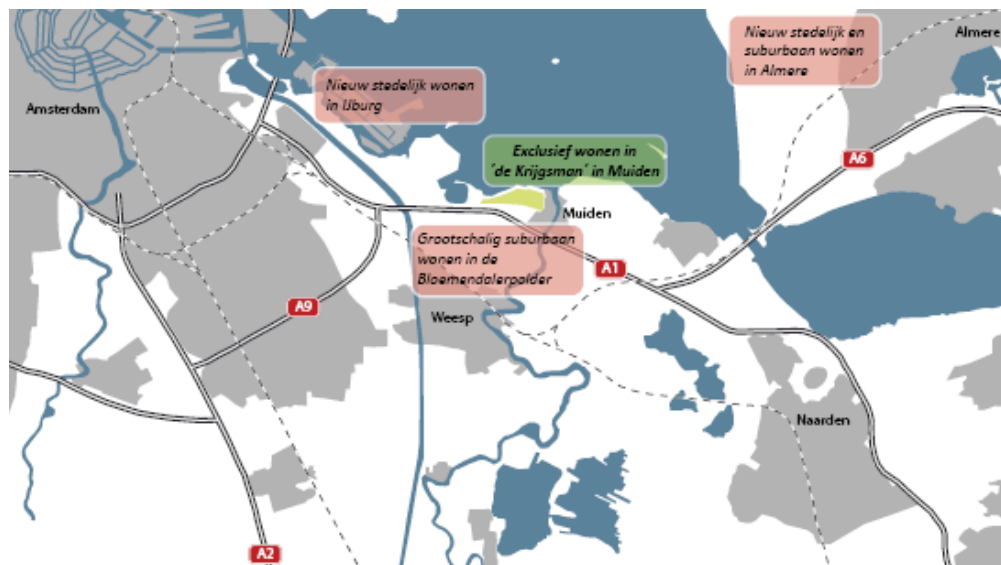 Nieuw stedelijk en
suburbaan wonen
in Almere
Almere
Nieuw stedelijk wonen
in IJburg
Amsterdam
Exclusief wonen in
'de Krijgsman' in Muiden
A6
Muiden
Grootschalig suburbaan
wonen in de
Bloemendalerpolder
A1
A9
Weesp
Naarden
A2